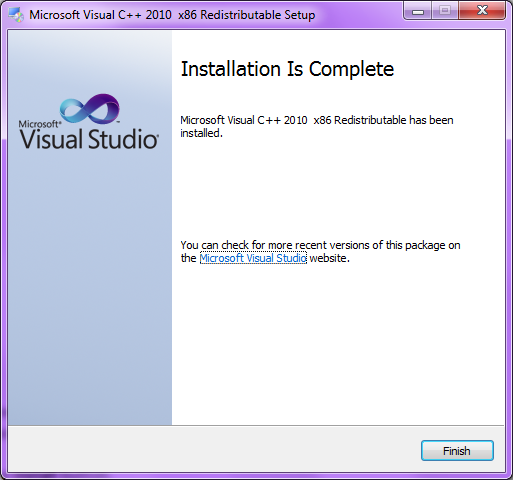 Microsoft Visual C++ 2010  x86 Redistributable Setup
Installation Is Complete
Microsoft®
Visual Studio®
Microsoft Visual C++ 2010  x86 Redistributable has been
installed.
You can check for more recent versions of this package on
the Microsoft Visual Studio website.
Finish